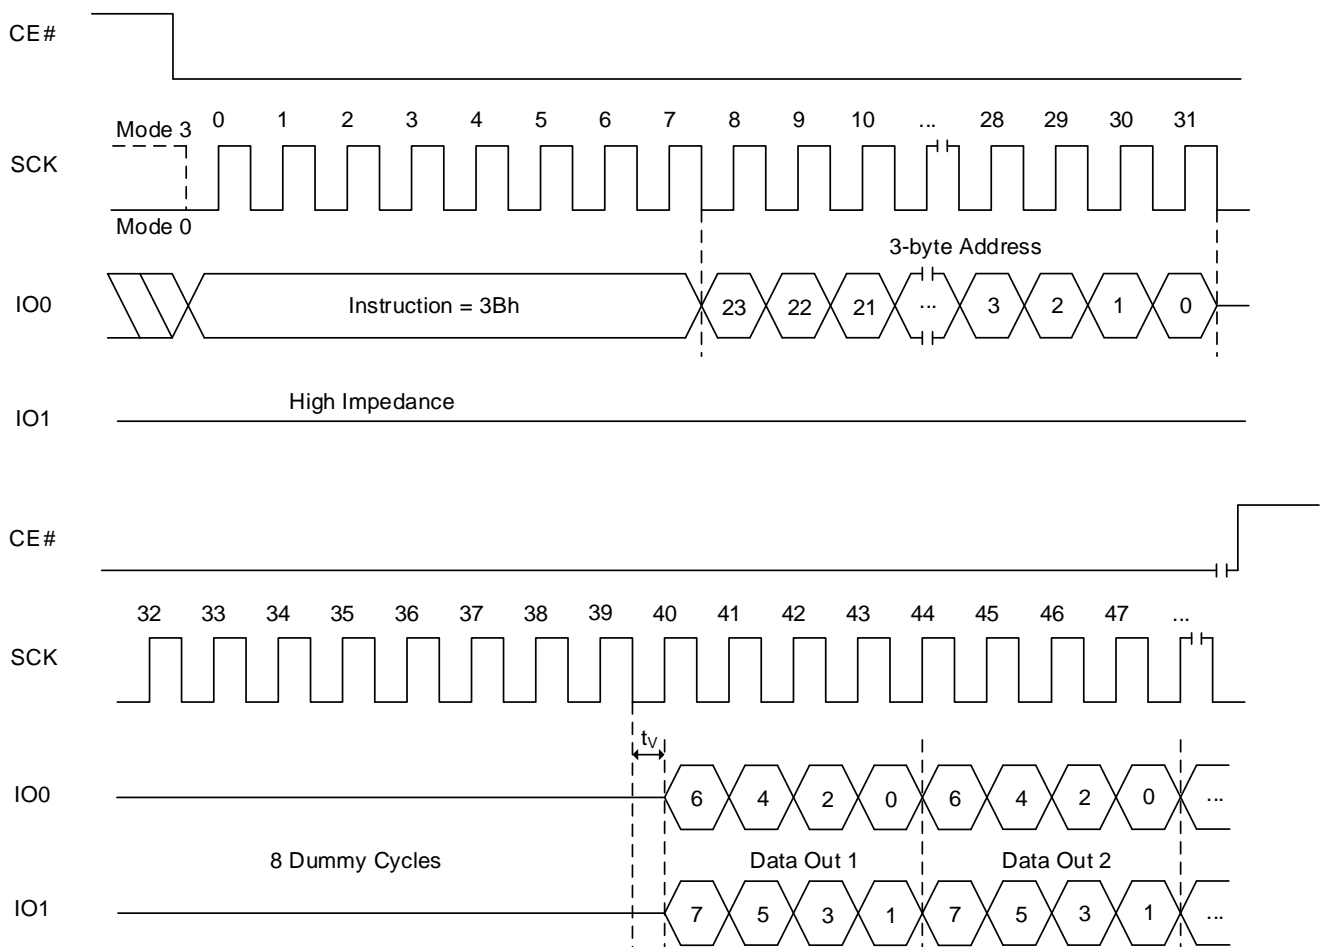 CE#
Mode 3 0 1 2 3 4 5 6 7 8 9 10 ... 28 29 30 31
SCK
Mode 0
3-byte Address
IO0 Instruction = 3Bh 23 22 21 ... 3 2 1 0
High Impedance
IO1
CE#
32 33 34 35 36 37 38 39 40 41 42 43 44 45 46 47 ...
SCK
tV
IO0 6 4 2 0 6 4 2 0 ...
8 Dummy Cycles Data Out 1 Data Out 2
IO1 7 5 3 1 7 5 3 1 ...